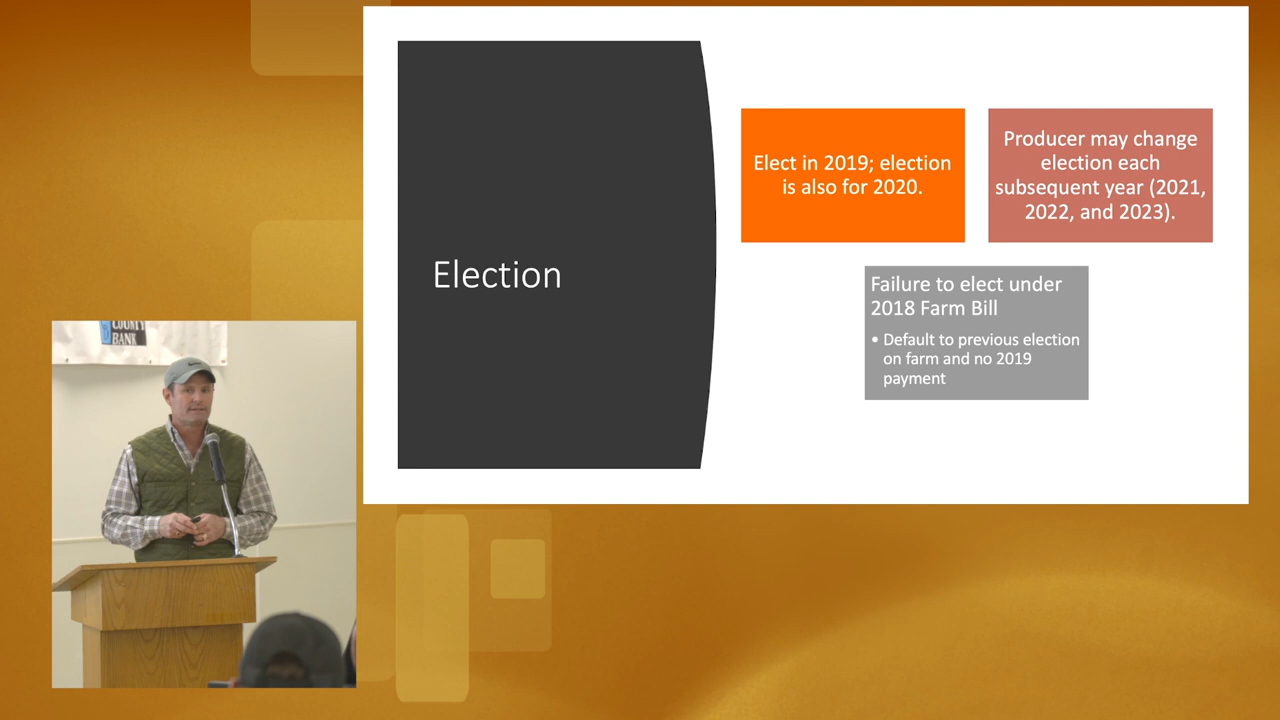 COUNTY
BANK
Election
Elect in 2019; election
is also for 2020.
Producer may change
election each
subsequent year (2021,
2022, and 2023).
Failure to elect under
2018 Farm Bill
• Default to previous election
on farm and no 2019
payment